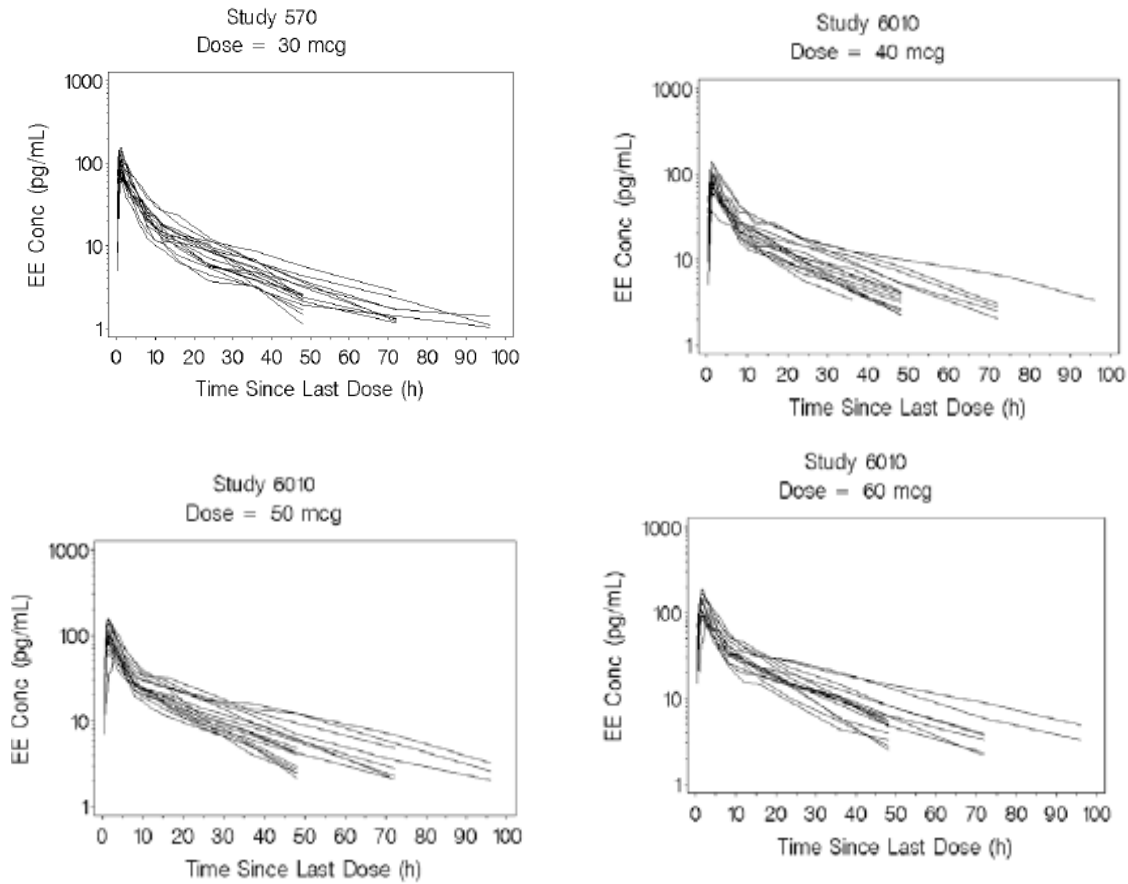 Study 570
Dose = 30 mcg
1000
100
10
1
EE Conc (pg/mL)
0 10 20 30 40 50 60 70 80 90 100
Time Since Last Dose (h)
Study 6010
Dose = 40 mcg
1000
100
10
1
EE Conc (pg/mL)
0 10 20 30 40 50 60 70 80 90 100
Time Since Last Dose (h)
Study 6010
Dose = 50 mcg
1000
100
10
1
EE Conc (pg/mL)
0 10 20 30 40 50 60 70 80 90 100
Time Since Last Dose (h)
Study 6010
Dose = 60 mcg
1000
100
10
1
EE Conc (pg/mL)
0 10 20 30 40 50 60 70 80 90 100
Time Since Last Dose (h)